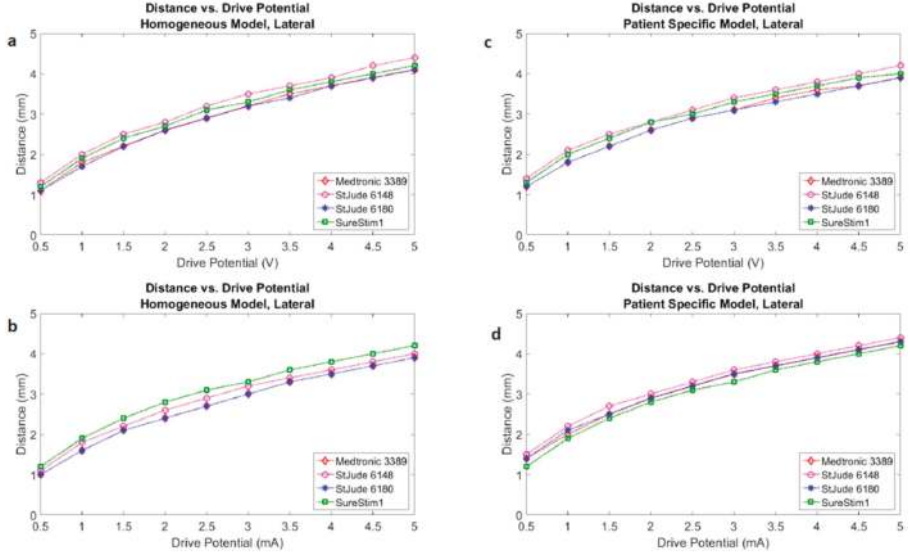 Distance vs. Drive Potential
Homogeneous Model, Lateral
a
5
4
3
2
1
0
Distance (mm)
Medtronic 3389
StJude 6148
StJude 6180
SureStim1
0.5 1 1.5 2 2.5 3 3.5 4 4.5 5
Drive Potential (V)
Distance vs. Drive Potential
Patient Specific Model, Lateral
c
5
4
3
2
1
0
Distance (mm)
Medtronic 3389
StJude 6148
StJude 6180
SureStim1
0.5 1 1.5 2 2.5 3 3.5 4 4.5 5
Drive Potential (V)
Distance vs. Drive Potential
Homogeneous Model, Lateral
b
5
4
3
2
1
0
Distance (mm)
Medtronic 3389
StJude 6148
StJude 6180
SureStim1
0.5 1 1.5 2 2.5 3 3.5 4 4.5 5
Drive Potential (mA)
Distance vs. Drive Potential
Patient Specific Model, Lateral
d
5
4
3
2
1
0
Distance (mm)
Medtronic 3389
StJude 6148
StJude 6180
SureStim1
0.5 1 1.5 2 2.5 3 3.5 4 4.5 5
Drive Potential (mA)